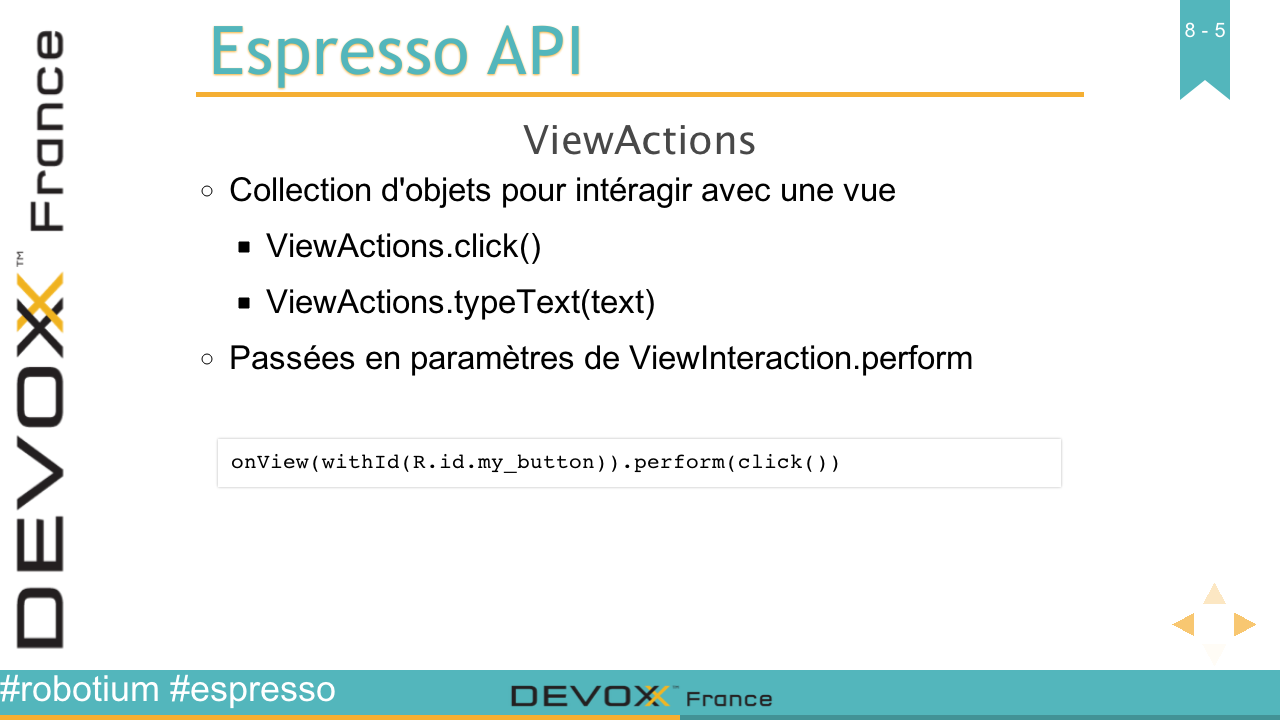 Espresso API
8 - 5
ViewActions
Collection d'objets pour intéragir avec une vue
ViewActions.click()
ViewActions.typeText(text)
Passées en paramètres de ViewInteraction.perform
onView(withId(R.id.my_button)).perform(click())
DEVOXX™ France
#robotium #espresso
DEVOXX™ France